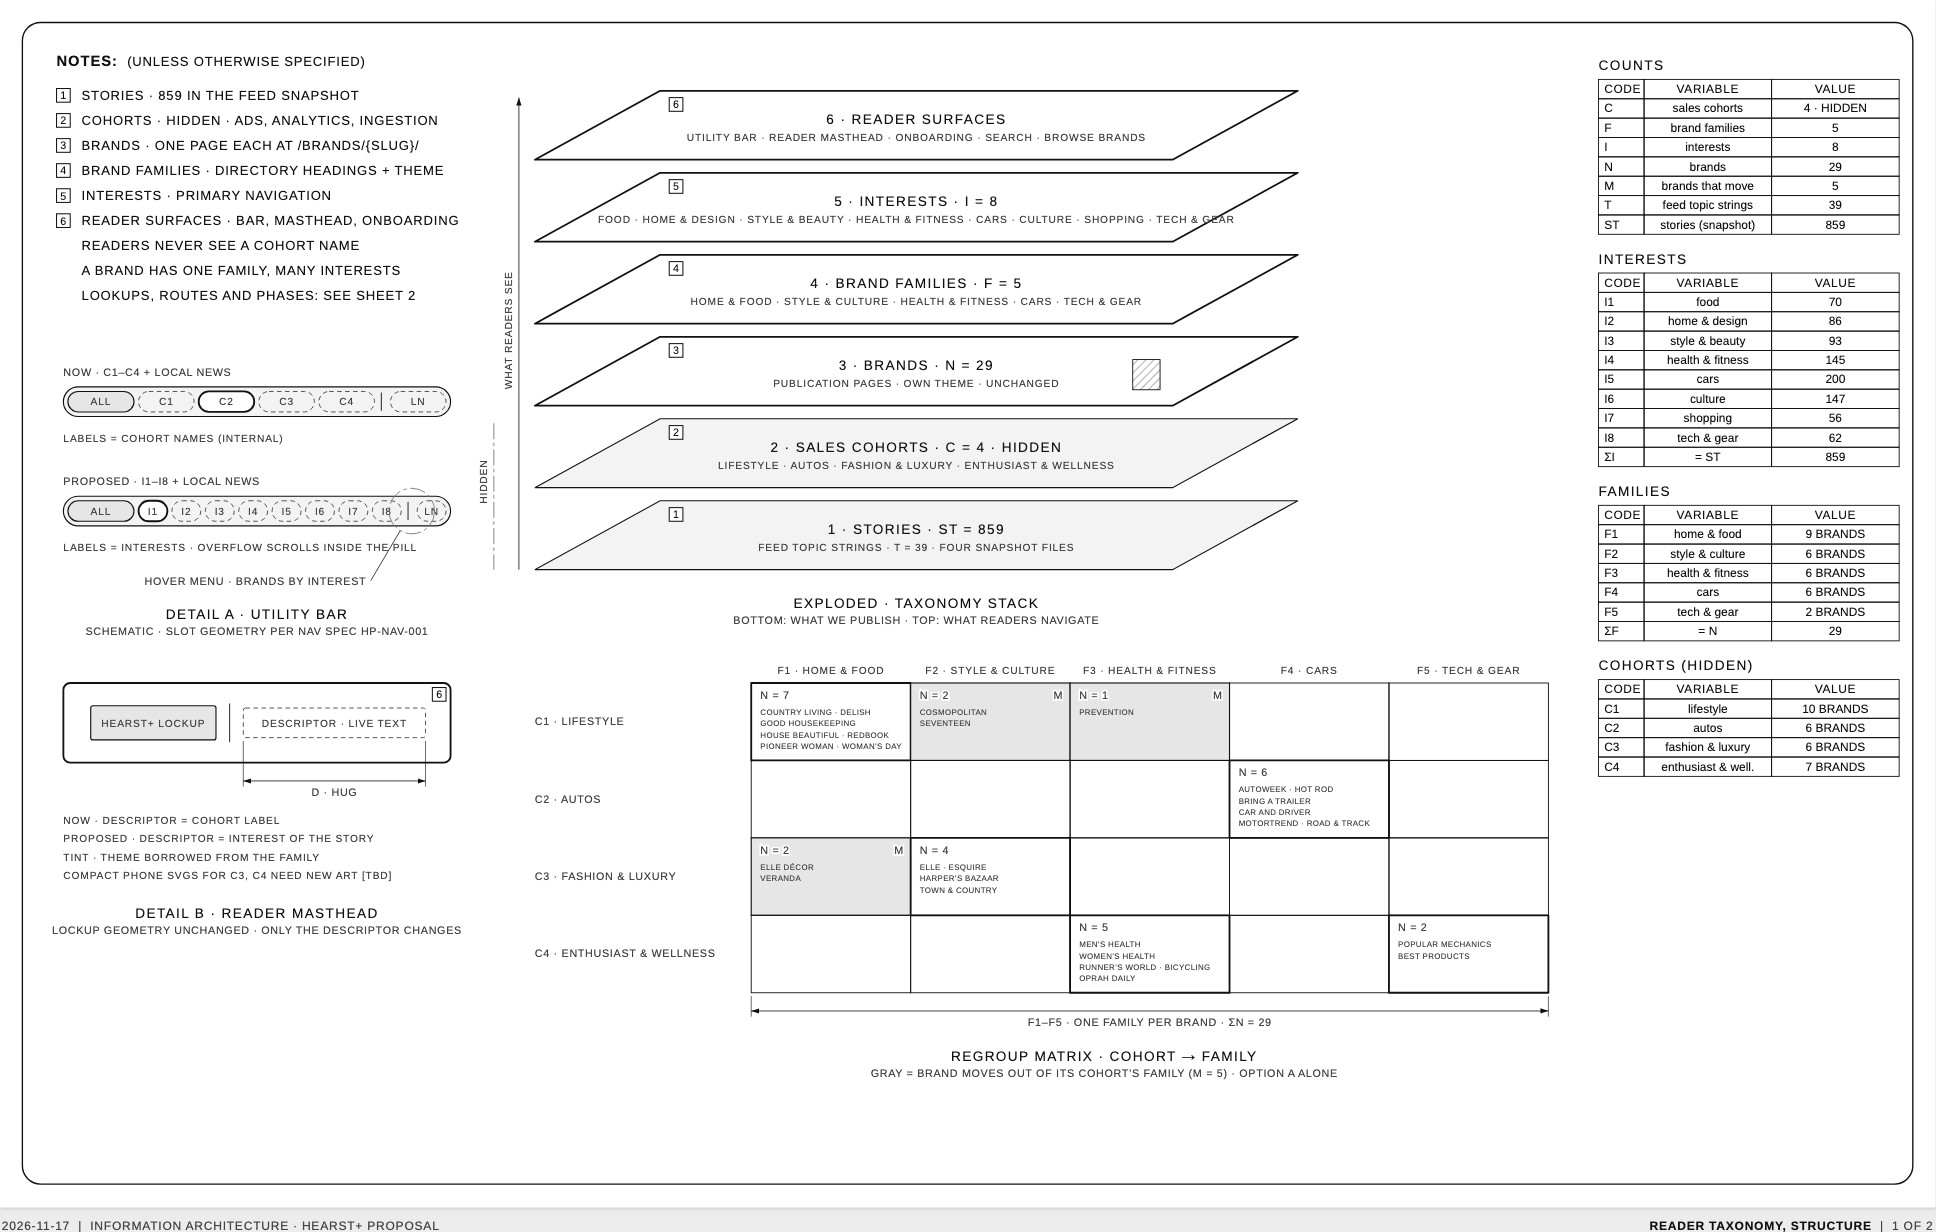 NOTES: (UNLESS OTHERWISE SPECIFIED)
1 STORIES · 859 IN THE FEED SNAPSHOT
2 COHORTS · HIDDEN · ADS, ANALYTICS, INGESTION
3 BRANDS · ONE PAGE EACH AT /BRANDS/{SLUG}/
4 BRAND FAMILIES · DIRECTORY HEADINGS + THEME
5 INTERESTS · PRIMARY NAVIGATION
6 READER SURFACES · BAR, MASTHEAD, ONBOARDING
READERS NEVER SEE A COHORT NAME
A BRAND HAS ONE FAMILY, MANY INTERESTS
LOOKUPS, ROUTES AND PHASES: SEE SHEET 2
NOW · C1–C4 + LOCAL NEWS
ALL C1 C2 C3 C4 LN
LABELS = COHORT NAMES (INTERNAL)
PROPOSED · I1–I8 + LOCAL NEWS
ALL I1 I2 I3 I4 I5 I6 I7 I8 LN
LABELS = INTERESTS · OVERFLOW SCROLLS INSIDE THE PILL
HOVER MENU · BRANDS BY INTEREST
DETAIL A · UTILITY BAR
SCHEMATIC · SLOT GEOMETRY PER NAV SPEC HP-NAV-001
6
HEARST+ LOCKUP DESCRIPTOR · LIVE TEXT
D · HUG
NOW · DESCRIPTOR = COHORT LABEL
PROPOSED · DESCRIPTOR = INTEREST OF THE STORY
TINT · THEME BORROWED FROM THE FAMILY
COMPACT PHONE SVGS FOR C3, C4 NEED NEW ART [TBD]
DETAIL B · READER MASTHEAD
LOCKUP GEOMETRY UNCHANGED · ONLY THE DESCRIPTOR CHANGES
WHAT READERS SEE
HIDDEN
6
6 · READER SURFACES
UTILITY BAR · READER MASTHEAD · ONBOARDING · SEARCH · BROWSE BRANDS
5
5 · INTERESTS · I = 8
FOOD · HOME & DESIGN · STYLE & BEAUTY · HEALTH & FITNESS · CARS · CULTURE · SHOPPING · TECH & GEAR
4
4 · BRAND FAMILIES · F = 5
HOME & FOOD · STYLE & CULTURE · HEALTH & FITNESS · CARS · TECH & GEAR
3
3 · BRANDS · N = 29
PUBLICATION PAGES · OWN THEME · UNCHANGED
2
2 · SALES COHORTS · C = 4 · HIDDEN
LIFESTYLE · AUTOS · FASHION & LUXURY · ENTHUSIAST & WELLNESS
1
1 · STORIES · ST = 859
FEED TOPIC STRINGS · T = 39 · FOUR SNAPSHOT FILES
EXPLODED · TAXONOMY STACK
BOTTOM: WHAT WE PUBLISH · TOP: WHAT READERS NAVIGATE
F1 · HOME & FOOD F2 · STYLE & CULTURE F3 · HEALTH & FITNESS F4 · CARS F5 · TECH & GEAR
C1 · LIFESTYLE
N = 7
COUNTRY LIVING · DELISH
GOOD HOUSEKEEPING
HOUSE BEAUTIFUL · REDBOOK
PIONEER WOMAN · WOMAN'S DAY
N = 2 M
COSMOPOLITAN
SEVENTEEN
N = 1 M
PREVENTION
C2 · AUTOS
N = 6
AUTOWEEK · HOT ROD
BRING A TRAILER
CAR AND DRIVER
MOTORTREND · ROAD & TRACK
C3 · FASHION & LUXURY
N = 2 M
ELLE DÉCOR
VERANDA
N = 4
ELLE · ESQUIRE
HARPER'S BAZAAR
TOWN & COUNTRY
C4 · ENTHUSIAST & WELLNESS
N = 5
MEN'S HEALTH
WOMEN'S HEALTH
RUNNER'S WORLD · BICYCLING
OPRAH DAILY
N = 2
POPULAR MECHANICS
BEST PRODUCTS
F1–F5 · ONE FAMILY PER BRAND · ΣN = 29
REGROUP MATRIX · COHORT → FAMILY
GRAY = BRAND MOVES OUT OF ITS COHORT'S FAMILY (M = 5) · OPTION A ALONE
COUNTS
CODE VARIABLE VALUE
C sales cohorts 4 · HIDDEN
F brand families 5
I interests 8
N brands 29
M brands that move 5
T feed topic strings 39
ST stories (snapshot) 859
INTERESTS
CODE VARIABLE VALUE
I1 food 70
I2 home & design 86
I3 style & beauty 93
I4 health & fitness 145
I5 cars 200
I6 culture 147
I7 shopping 56
I8 tech & gear 62
ΣI = ST 859
FAMILIES
CODE VARIABLE VALUE
F1 home & food 9 BRANDS
F2 style & culture 6 BRANDS
F3 health & fitness 6 BRANDS
F4 cars 6 BRANDS
F5 tech & gear 2 BRANDS
ΣF = N 29
COHORTS (HIDDEN)
CODE VARIABLE VALUE
C1 lifestyle 10 BRANDS
C2 autos 6 BRANDS
C3 fashion & luxury 6 BRANDS
C4 enthusiast & well. 7 BRANDS
2026-11-17 | INFORMATION ARCHITECTURE · HEARST+ PROPOSAL
READER TAXONOMY, STRUCTURE | 1 OF 2